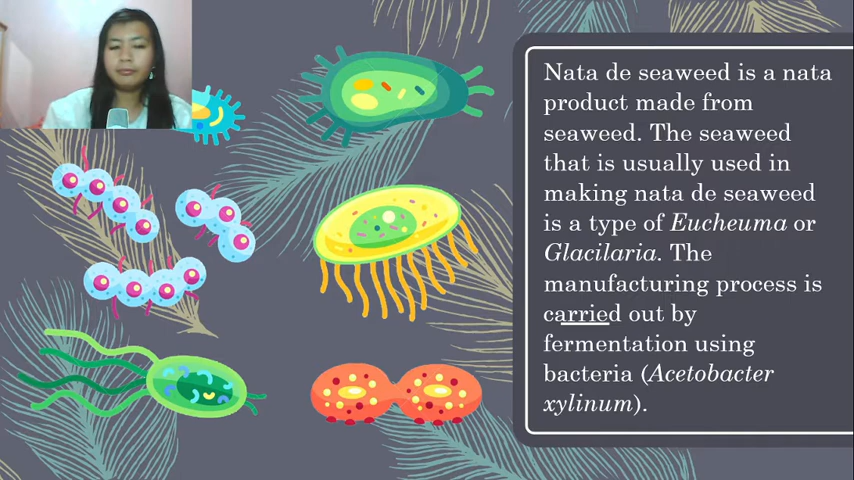 Nata de seaweed is a nata
product made from
seaweed. The seaweed
that is usually used in
making nata de seaweed
is a type of Eucheuma or
Glacilaria. The
manufacturing process is
carried out by
fermentation using
bacteria (Acetobacter
xylinum).